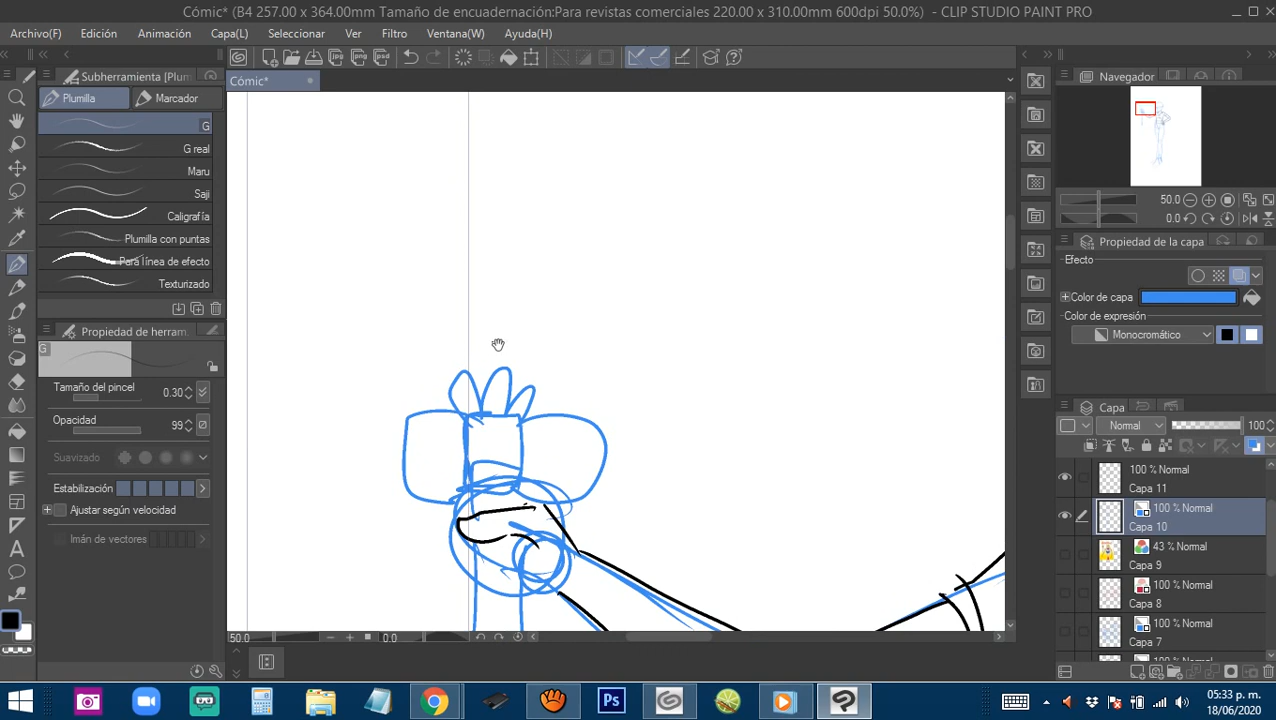 Cómic* (B4 257.00 x 364.00mm Tamaño de encuadernación:Para revistas comerciales 220.00 x 310.00mm 600dpi 50.0%) - CLIP STUDIO PAINT PRO
Archivo(F) Edición Animación Capa(L) Seleccionar Ver Filtro Ventana(W) Ayuda(H)
Subherramienta [Plum
Plumilla Marcador
G
G real
Maru
Saji
Caligrafía
Plumilla con puntas
Para línea de efecto
Texturizado
Propiedad de herram
G
Tamaño del pincel 0.30
Opacidad 99
Suavizado
Estabilización
Ajustar según velocidad
Imán de vectores
Cómic*
50.0 0.0
Navegador
50.0
0.0
Propiedad de la capa
Efecto
Color de capa
Color de expresión
Monocromático
Capa
Normal 100
100 % Normal
Capa 11
100 % Normal
Capa 10
43 % Normal
Capa 9
100 % Normal
Capa 8
100 % Normal
Capa 7
100 % Normal
Ps
05:33 p. m.
18/06/2020